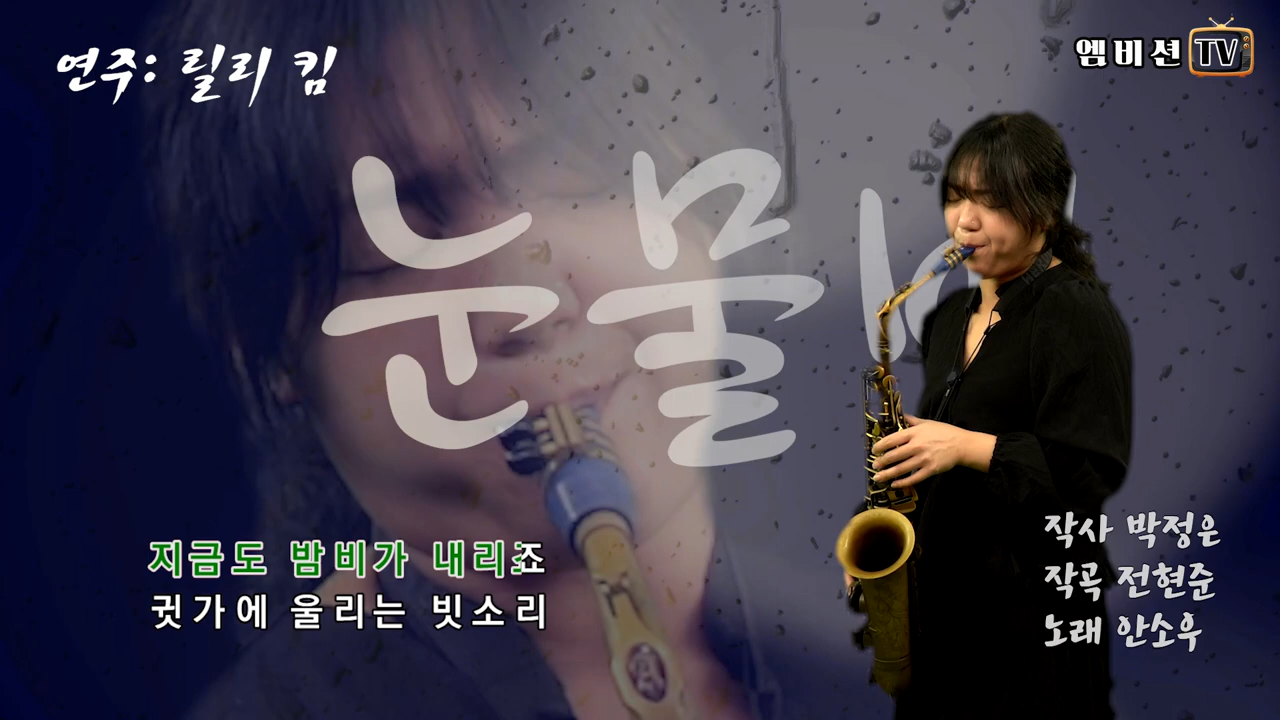 연주: 릴리 킴
엠비션 TV
눈물
지금도 밤비가 내리죠
귓가에 울리는 빗소리
작사 박정은
작곡 전현준
노래 안소우